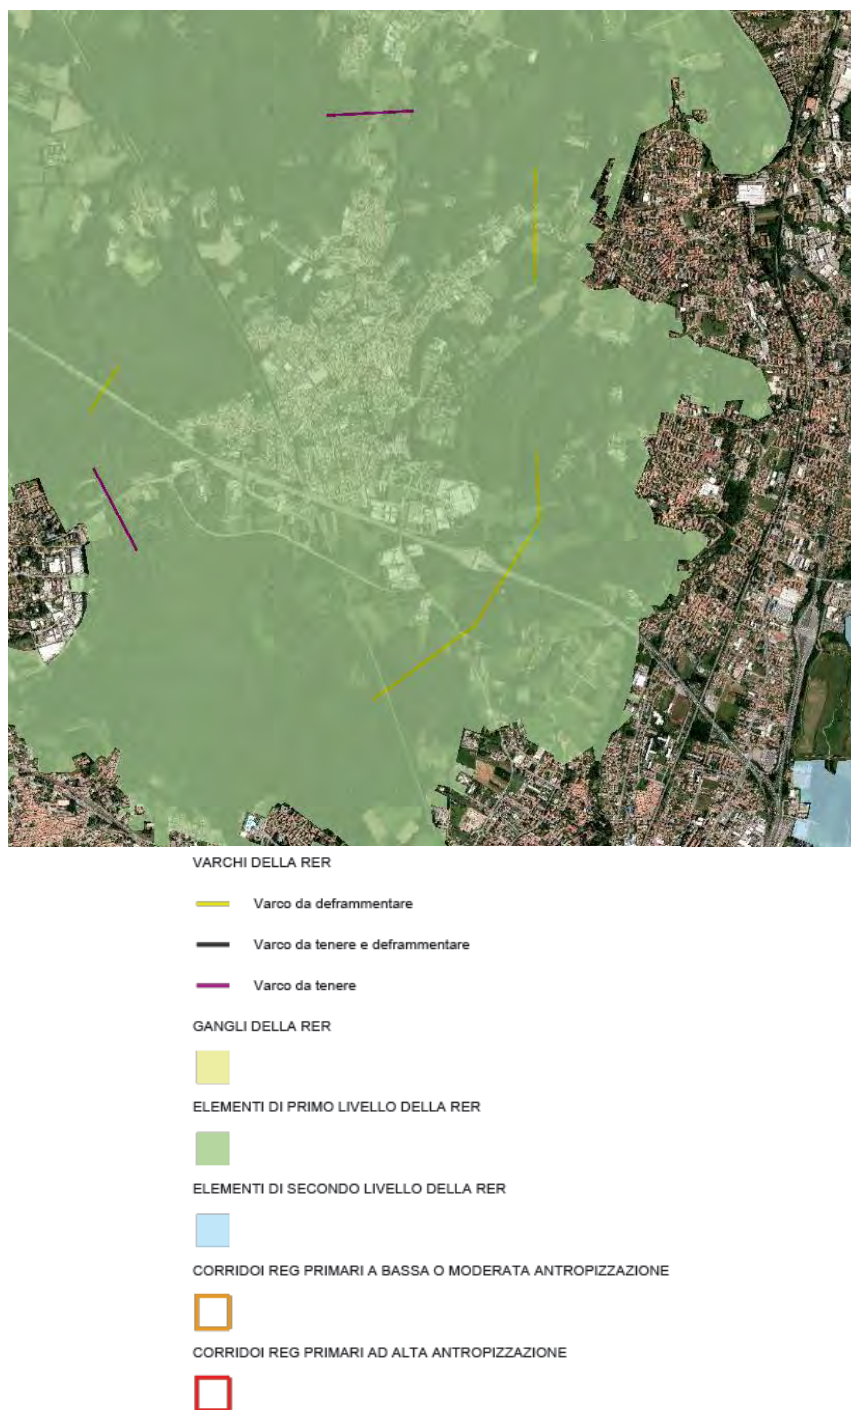 VARCHI DELLA RER
Varco da deframmentare
Varco da tenere e deframmentare
Varco da tenere
GANGLI DELLA RER
ELEMENTI DI PRIMO LIVELLO DELLA RER
ELEMENTI DI SECONDO LIVELLO DELLA RER
CORRIDOI REG PRIMARI A BASSA O MODERATA ANTROPIZZAZIONE
CORRIDOI REG PRIMARI AD ALTA ANTROPIZZAZIONE